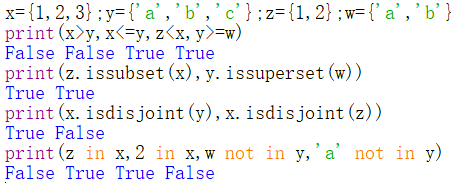 x={1,2,3};y={'a','b','c'};z={1,2};w={'a','b'}
print(x>y,x<=y,z<x,y>=w)
False False True True
print(z.issubset(x),y.issuperset(w))
True True
print(x.isdisjoint(y),x.isdisjoint(z))
True False
print(z in x,2 in x,w not in y,'a' not in y)
False True True False